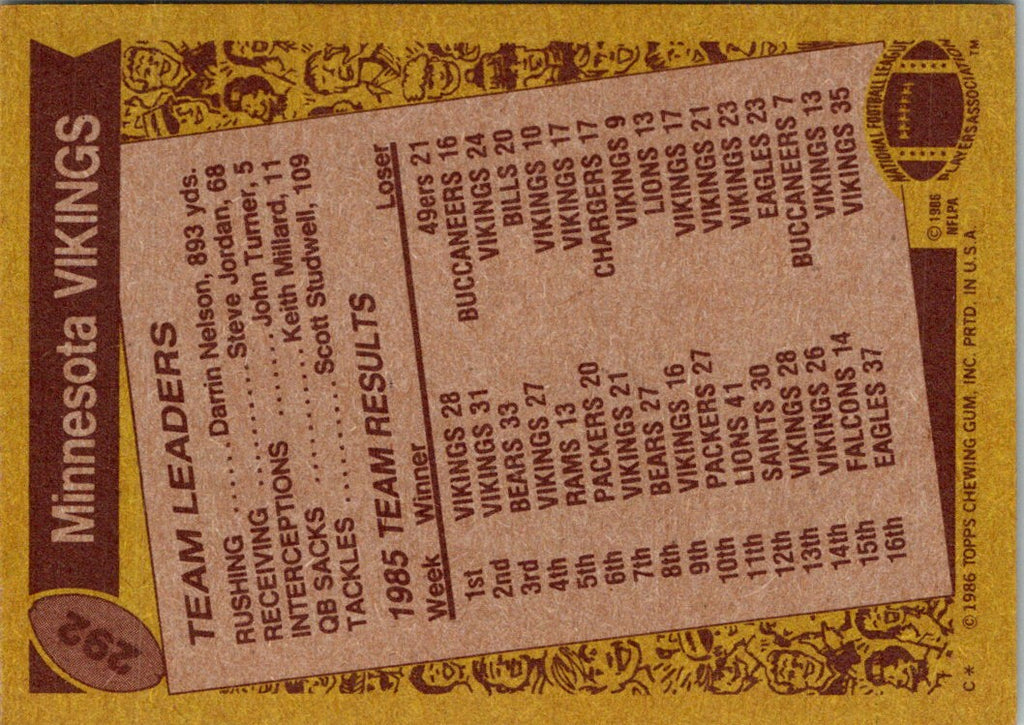 292
Minnesota VIKINGS
TEAM LEADERS
RUSHING .....Darrin Nelson, 893 yds.
RECEIVING ..........Steve Jordan, 68
INTERCEPTIONS .......John Turner, 5
QB SACKS ..........Keith Millard, 11
TACKLES ..........Scott Studwell, 109
1985 TEAM RESULTS
Week Winner Loser
1st VIKINGS 28 49ers 21
2nd VIKINGS 31 BUCCANEERS 16
3rd BEARS 33 VIKINGS 24
4th VIKINGS 27 BILLS 20
5th RAMS 13 VIKINGS 10
6th PACKERS 20 VIKINGS 17
7th VIKINGS 21 CHARGERS 17
8th BEARS 27 VIKINGS 9
9th VIKINGS 16 LIONS 13
10th PACKERS 27 VIKINGS 17
11th LIONS 41 VIKINGS 21
12th SAINTS 30 VIKINGS 23
13th VIKINGS 28 EAGLES 23
14th VIKINGS 26 BUCCANEERS 7
15th FALCONS 14 VIKINGS 13
16th EAGLES 37 VIKINGS 35
NATIONAL FOOTBALL LEAGUE
PLAYERS ASSOCIATION
TM
© 1986
NFLPA
C* © 1986 TOPPS CHEWING GUM, INC. PRTD. IN U.S.A.